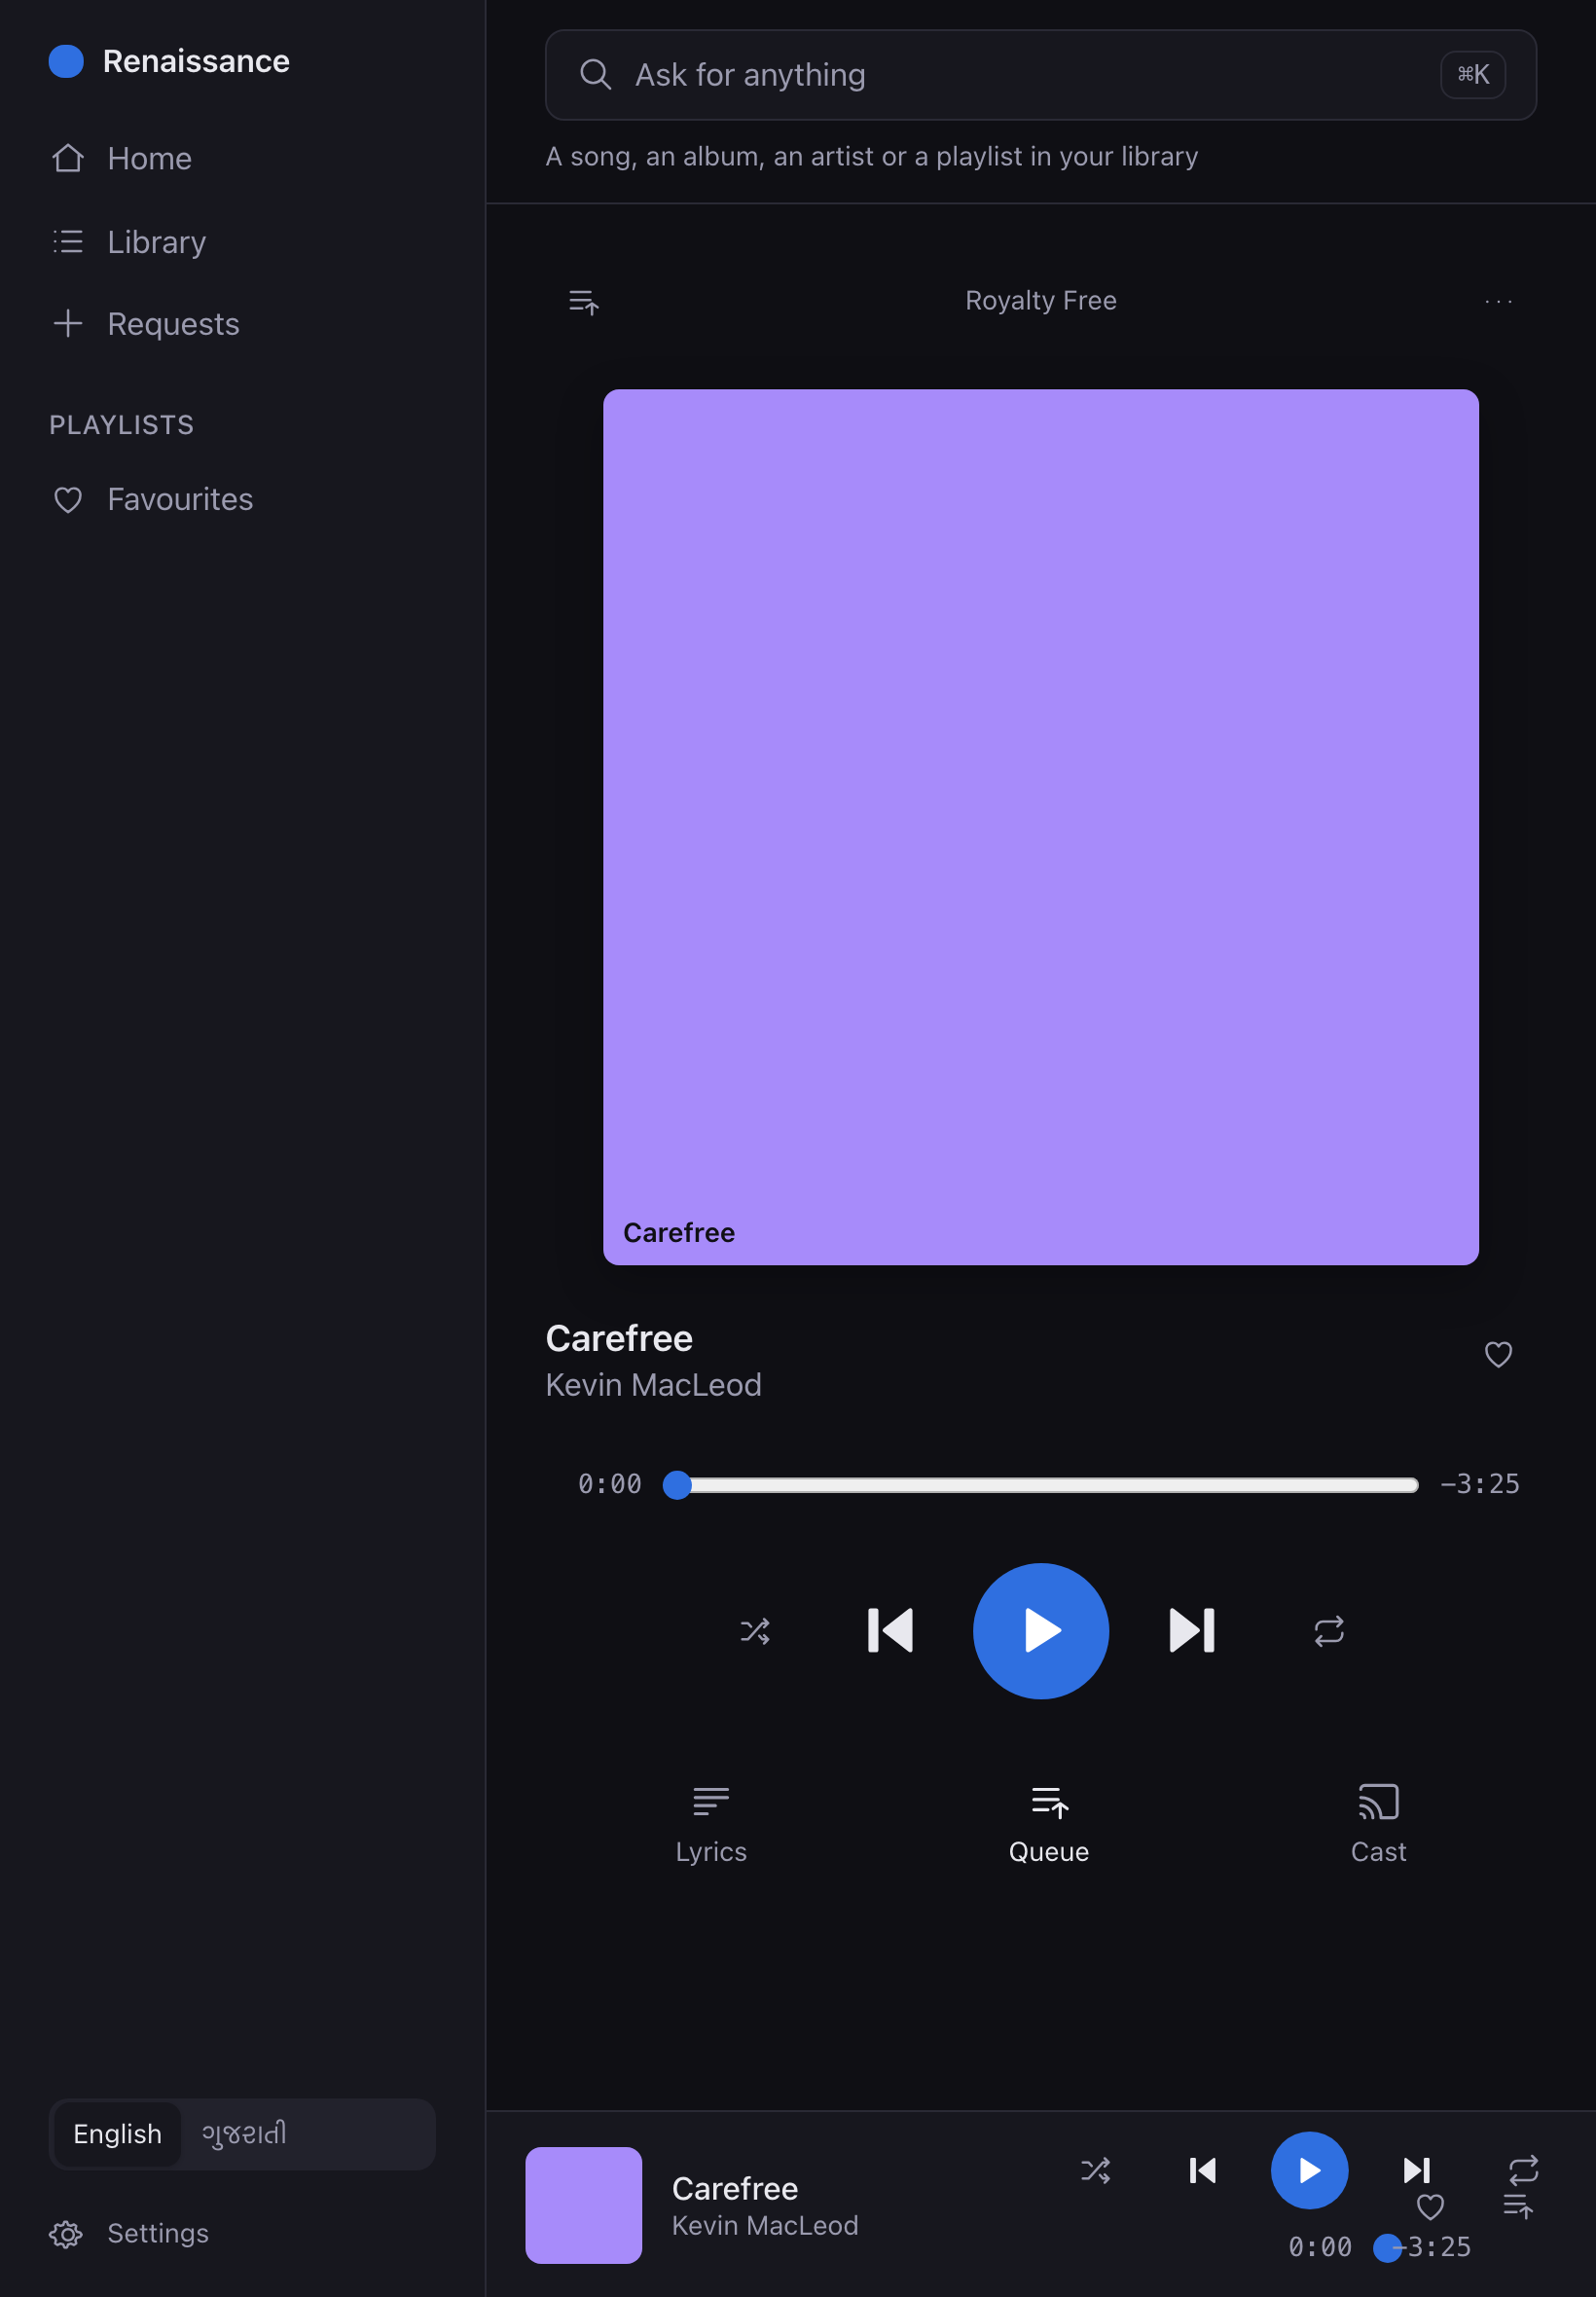 Renaissance
Home
Library
Requests
PLAYLISTS
Favourites
English ગુજરાતી
Settings
Ask for anything ⌘K
A song, an album, an artist or a playlist in your library
Royalty Free
Carefree
Carefree
Kevin MacLeod
0:00 −3:25
Lyrics Queue Cast
Carefree
Kevin MacLeod
0:00 −3:25